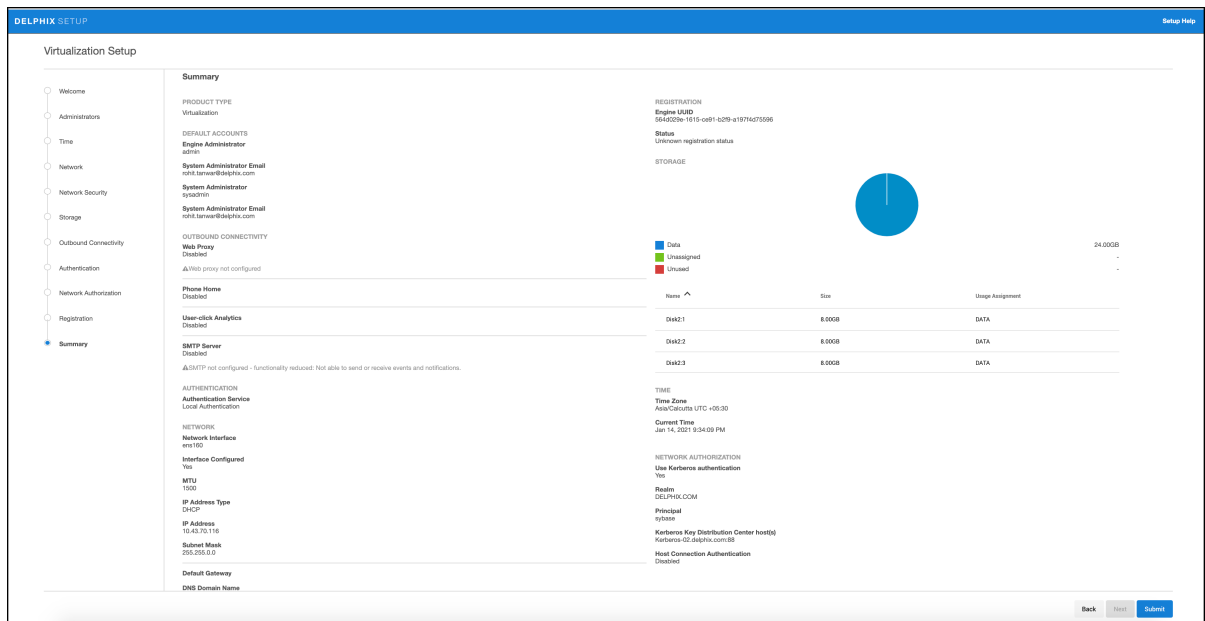 DELPHIX SETUP
Setup Help
Virtualization Setup
Welcome
Administrators
Time
Network
Network Security
Storage
Outbound Connectivity
Authentication
Network Authorization
Registration
Summary
Summary
PRODUCT TYPE
Virtualization
DEFAULT ACCOUNTS
Engine Administrator
admin
System Administrator Email
rohit.tanwar@delphix.com
System Administrator
sysadmin
System Administrator Email
rohit.tanwar@delphix.com
OUTBOUND CONNECTIVITY
Web Proxy
Disabled
Web proxy not configured
Phone Home
Disabled
User-click Analytics
Disabled
SMTP Server
Disabled
SMTP not configured - functionality reduced: Not able to send or receive events and notifications.
AUTHENTICATION
Authentication Service
Local Authentication
NETWORK
Network Interface
ens160
Interface Configured
Yes
MTU
1500
IP Address Type
DHCP
IP Address
10.43.70.116
Subnet Mask
255.255.0.0
Default Gateway
DNS Domain Name
REGISTRATION
Engine UUID
564d029e-1615-ce91-b2f9-a197f4d75596
Status
Unknown registration status
STORAGE
Data 24.00GB
Unassigned -
Unused -
Name Size Usage Assignment
Disk2:1 8.00GB DATA
Disk2:2 8.00GB DATA
Disk2:3 8.00GB DATA
TIME
Time Zone
Asia/Calcutta UTC +05:30
Current Time
Jan 14, 2021 9:34:09 PM
NETWORK AUTHORIZATION
Use Kerberos authentication
Yes
Realm
DELPHIX.COM
Principal
sybase
Kerberos Key Distribution Center host(s)
Kerberos-02.delphix.com:88
Host Connection Authentication
Disabled
Back Next Submit